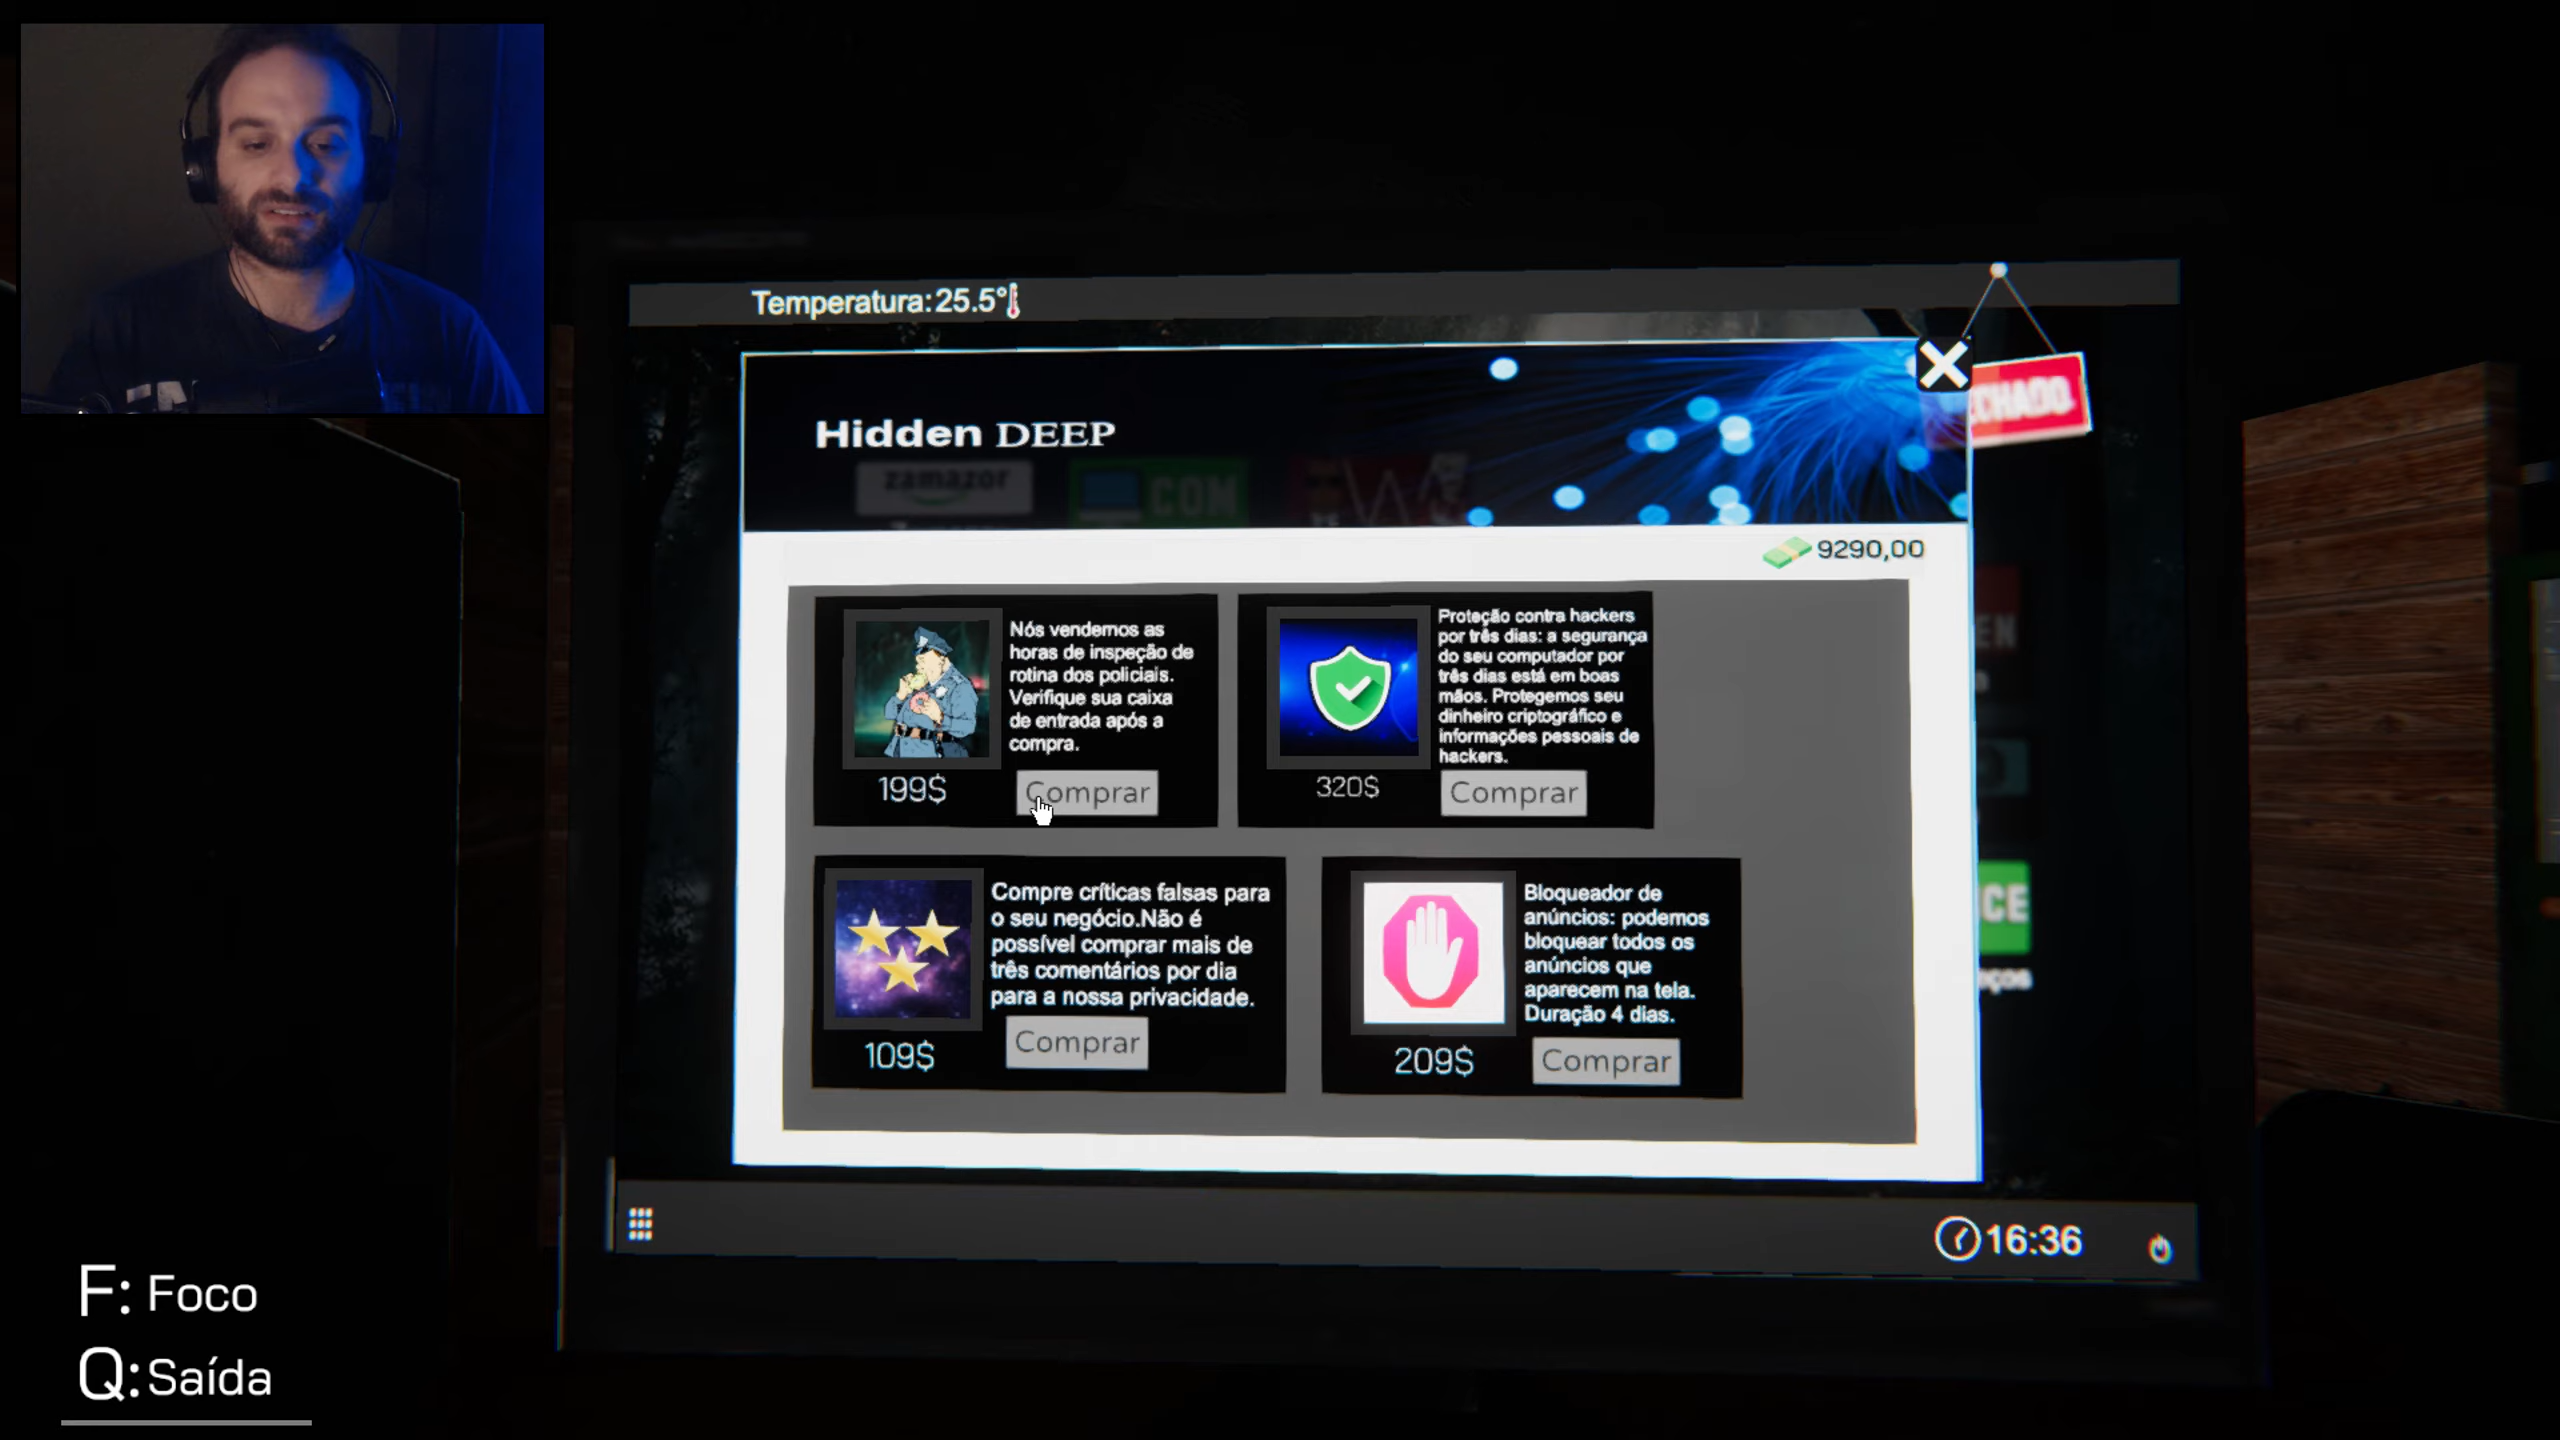 Temperatura: 25.5°
Hidden DEEP
zamazor
COM
9290,00
Nós vendemos as
horas de inspeção de
rotina dos policiais.
Verifique sua caixa
de entrada após a
compra.
199$
Comprar
Proteção contra hackers
por três dias: a segurança
do seu computador por
três dias está em boas
mãos. Protegemos seu
dinheiro criptográfico e
informações pessoais de
hackers.
320$
Comprar
Compre críticas falsas para
o seu negócio.Não é
possível comprar mais de
três comentários por dia
para a nossa privacidade.
109$
Comprar
Bloqueador de
anúncios: podemos
bloquear todos os
anúncios que
aparecem na tela.
Duração 4 dias.
209$
Comprar
16:36
F: Foco
Q: Saída